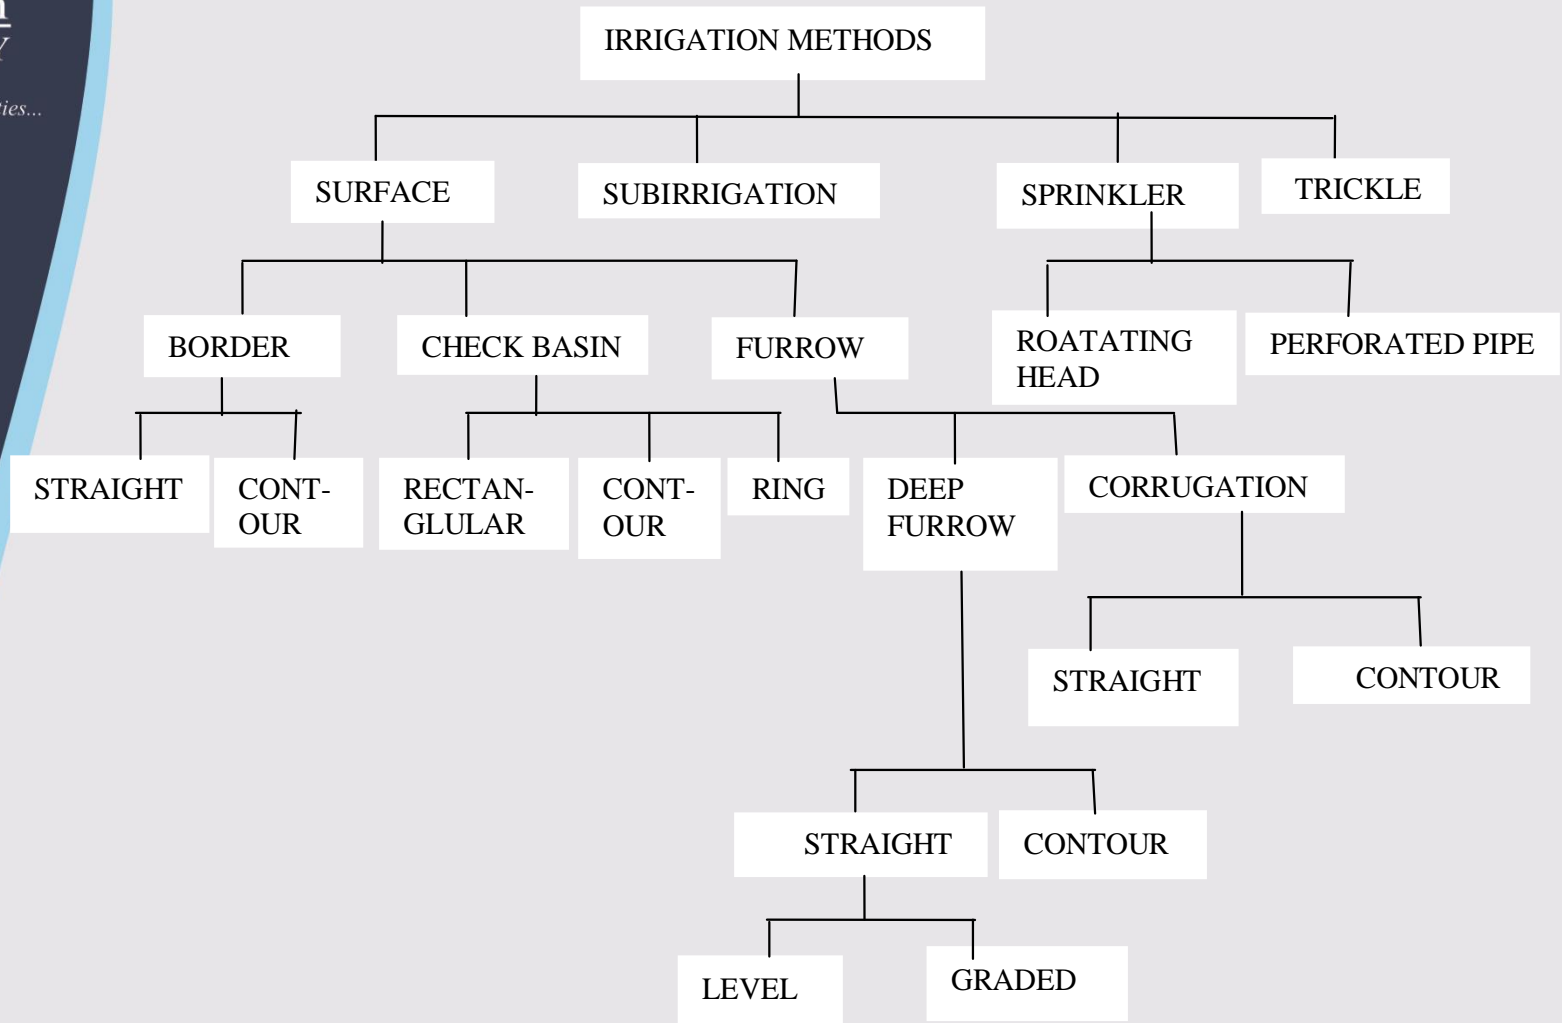 ies...
IRRIGATION METHODS
SURFACE
SUBIRRIGATION
SPRINKLER
TRICKLE
BORDER
CHECK BASIN
FURROW
ROATATING
HEAD
PERFORATED PIPE
STRAIGHT
CONT-
OUR
RECTAN-
GLULAR
CONT-
OUR
RING
DEEP
FURROW
CORRUGATION
STRAIGHT
CONTOUR
STRAIGHT
CONTOUR
LEVEL
GRADED